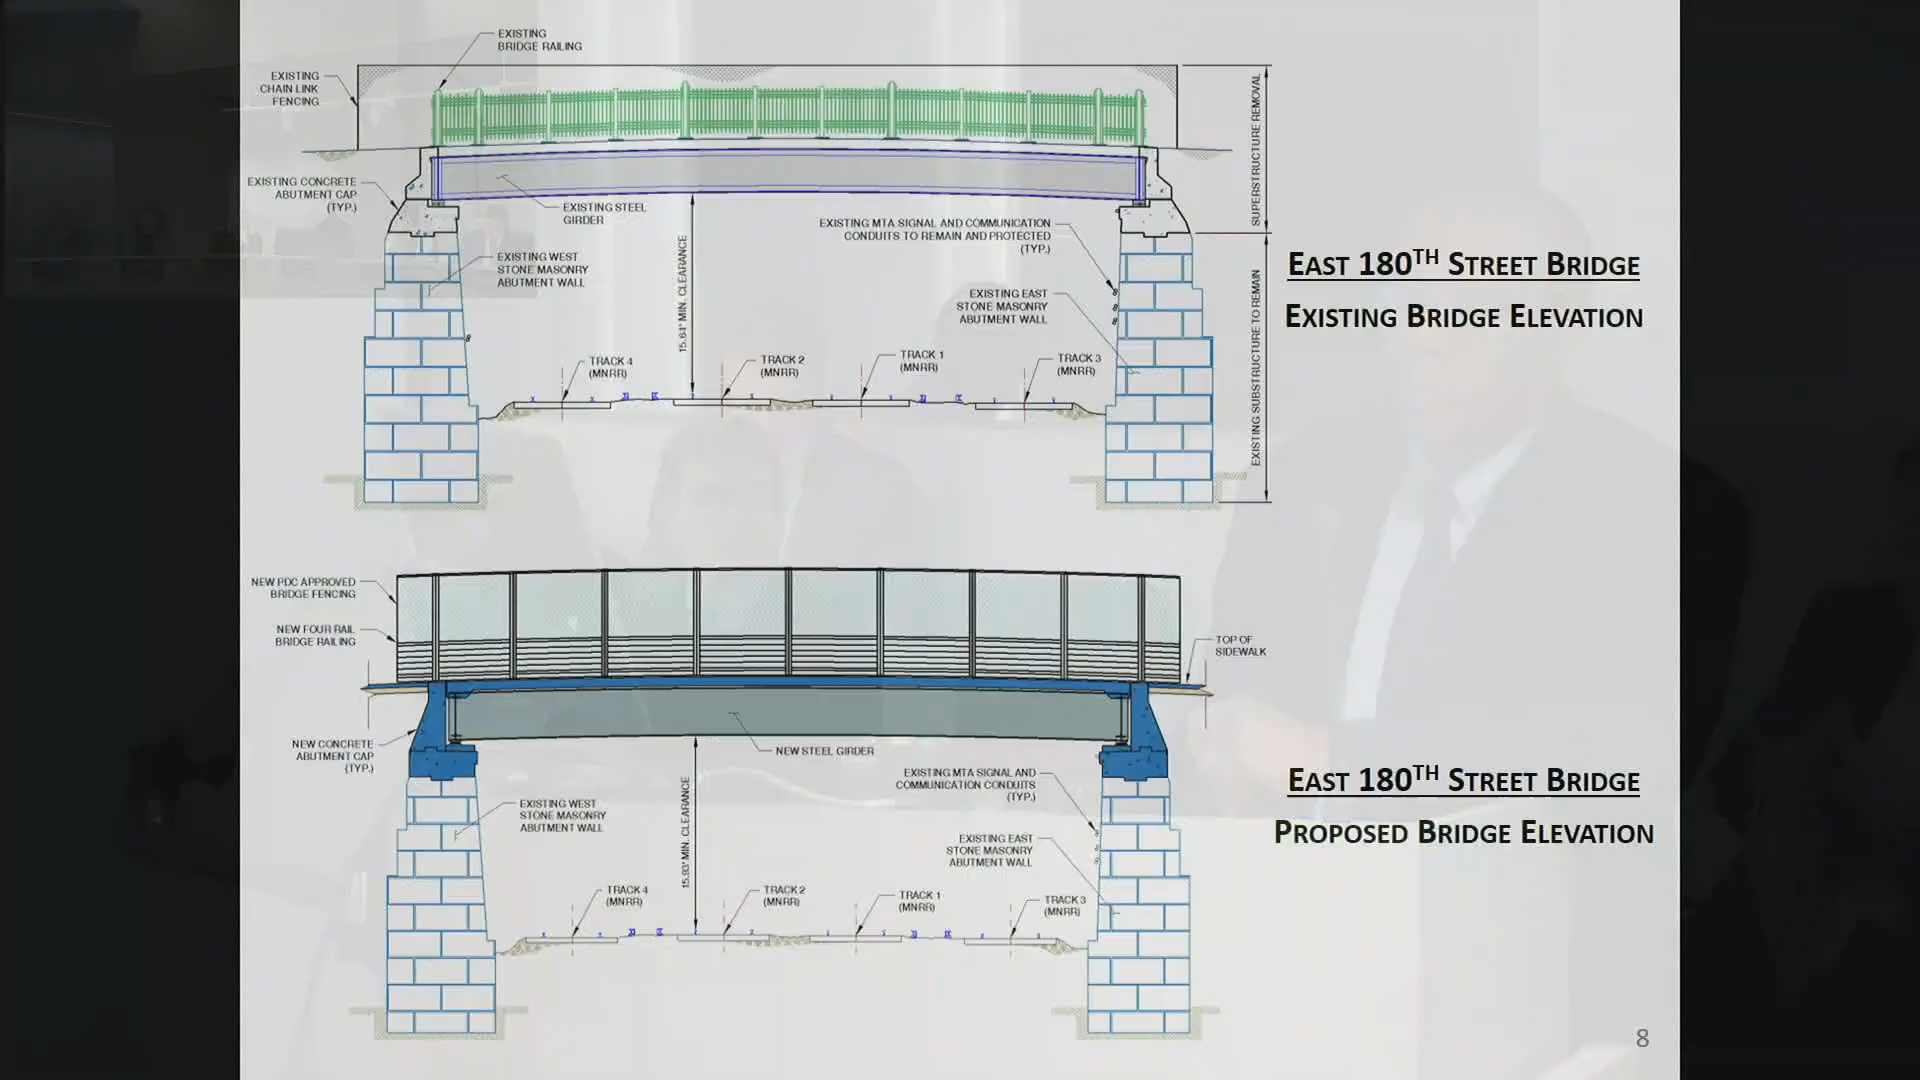 EXISTING
BRIDGE RAILING
EXISTING
CHAIN LINK
FENCING
SUPERSTRUCTURE REMOVAL
EXISTING CONCRETE
ABUTMENT CAP
(TYP.)
EXISTING STEEL
GIRDER
EXISTING MTA SIGNAL AND COMMUNICATION
CONDUITS TO REMAIN AND PROTECTED
(TYP.)
EXISTING WEST
STONE MASONRY
ABUTMENT WALL
15.64' MIN. CLEARANCE
EXISTING EAST
STONE MASONRY
ABUTMENT WALL
EXISTING SUBSTRUCTURE TO REMAIN
TRACK 4
(MNRR)
TRACK 2
(MNRR)
TRACK 1
(MNRR)
TRACK 3
(MNRR)
EAST 180TH STREET BRIDGE
EXISTING BRIDGE ELEVATION
NEW PDC APPROVED
BRIDGE FENCING
NEW FOUR RAIL
BRIDGE RAILING
TOP OF
SIDEWALK
NEW CONCRETE
ABUTMENT CAP
(TYP.)
NEW STEEL GIRDER
EXISTING MTA SIGNAL AND
COMMUNICATION CONDUITS
(TYP.)
EXISTING WEST
STONE MASONRY
ABUTMENT WALL
15.93' MIN. CLEARANCE
EXISTING EAST
STONE MASONRY
ABUTMENT WALL
TRACK 4
(MNRR)
TRACK 2
(MNRR)
TRACK 1
(MNRR)
TRACK 3
(MNRR)
EAST 180TH STREET BRIDGE
PROPOSED BRIDGE ELEVATION
8